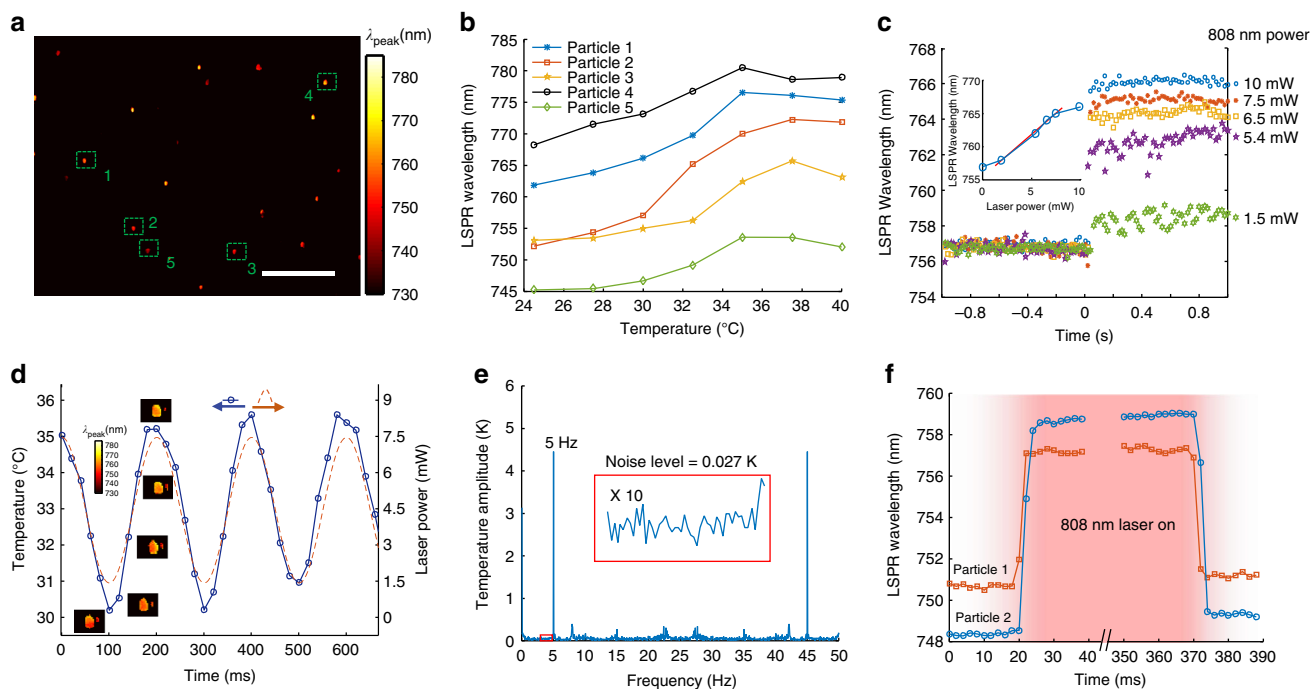 a
λpeak(nm)
780
770
760
750
740
730
4
1
2
5
3
b
LSPR wavelength (nm)
785
780
775
770
765
760
755
750
745
Particle 1
Particle 2
Particle 3
Particle 4
Particle 5
24 26 28 30 32 34 36 38 40
Temperature (°C)
c
808 nm power
LSPR Wavelength (nm)
768
766
764
762
760
758
756
754
10 mW
7.5 mW
6.5 mW
5.4 mW
1.5 mW
LSPR Wavelength (nm)
770
765
760
755
0 5 10
Laser power (mW)
−0.8 −0.4 0 0.4 0.8
Time (s)
d
Temperature (°C)
36
35
34
33
32
31
30
λpeak
(nm)
780
770
760
750
740
730
9
7.5
6
4.5
3
1.5
0
Laser power (mW)
0 200 400 600
Time (ms)
e
Temperature amplitude (K)
6
5
4
3
2
1
0
5 Hz
Noise level = 0.027 K
X 10
0 5 10 15 20 25 30 35 40 45 50
Frequency (Hz)
f
LSPR wavelength (nm)
760
758
756
754
752
750
748
808 nm laser on
Particle 1
Particle 2
0 10 20 30 40 350 360 370 380 390
Time (ms)